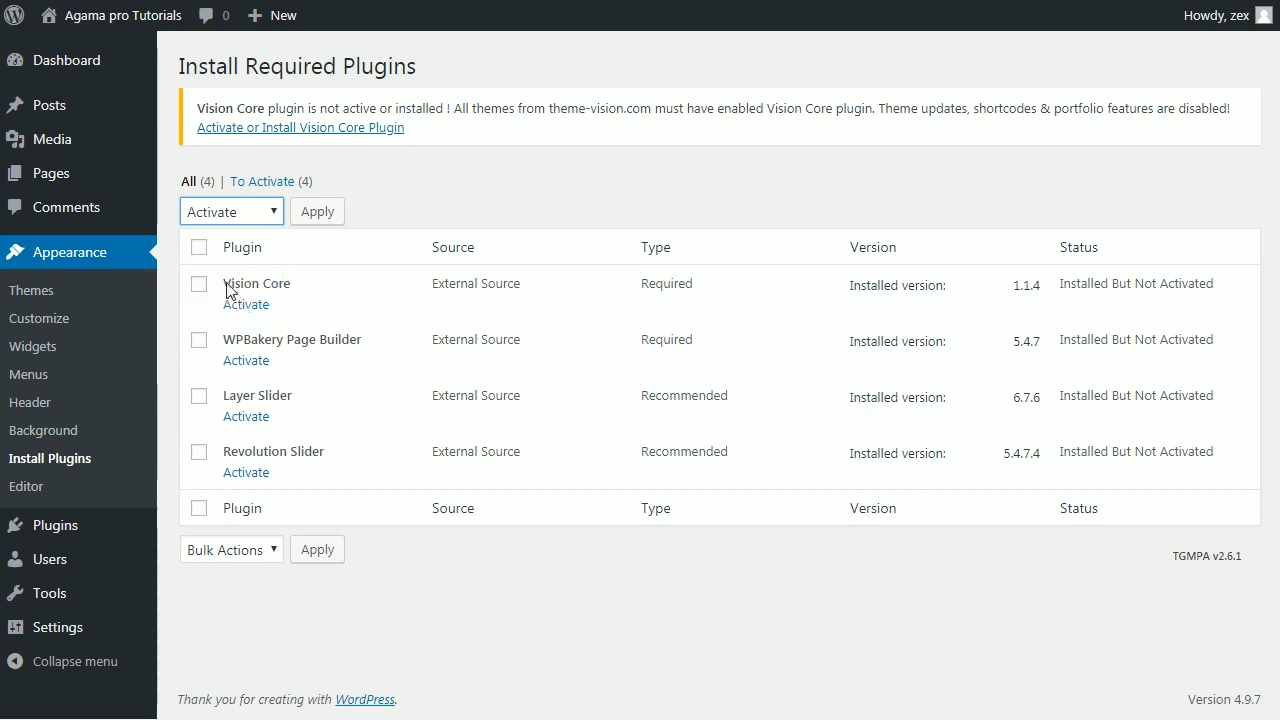 Agama pro Tutorials 0 New Howdy, zex
Dashboard
Posts
Media
Pages
Comments
Appearance
Themes
Customize
Widgets
Menus
Header
Background
Install Plugins
Editor
Plugins
Users
Tools
Settings
Collapse menu
Install Required Plugins
Vision Core plugin is not active or installed ! All themes from theme-vision.com must have enabled Vision Core plugin. Theme updates, shortcodes & portfolio features are disabled!
Activate or Install Vision Core Plugin
All (4) | To Activate (4)
Activate Apply
Plugin Source Type Version Status
Vision Core External Source Required Installed version: 1.1.4 Installed But Not Activated
Activate
WPBakery Page Builder External Source Required Installed version: 5.4.7 Installed But Not Activated
Activate
Layer Slider External Source Recommended Installed version: 6.7.6 Installed But Not Activated
Activate
Revolution Slider External Source Recommended Installed version: 5.4.7.4 Installed But Not Activated
Activate
Plugin Source Type Version Status
Bulk Actions Apply
TGMPA v2.6.1
Thank you for creating with WordPress. Version 4.9.7